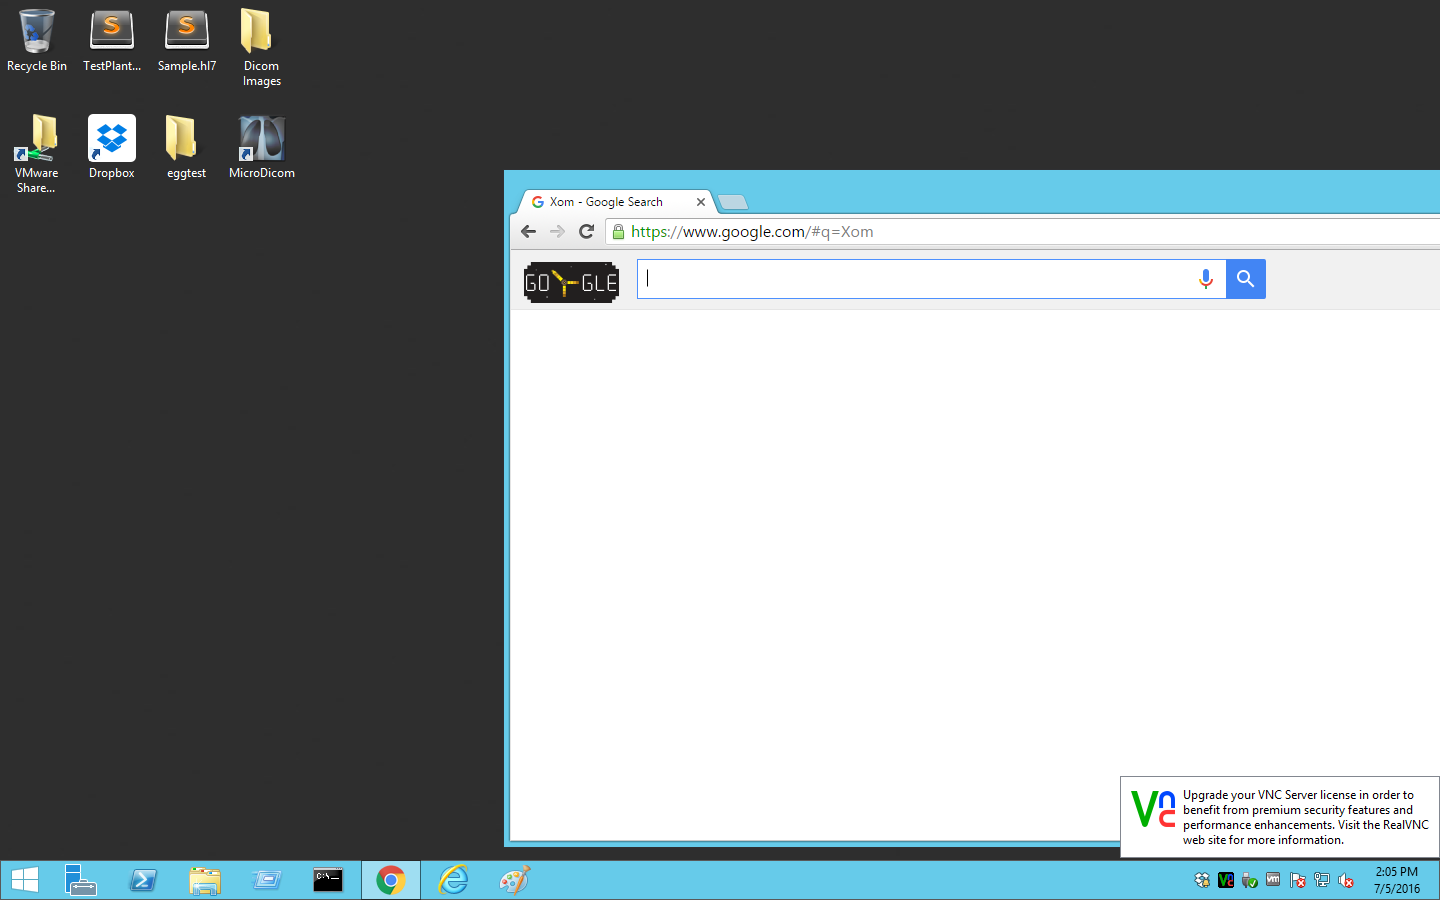 Recycle Bin
TestPlant...
Sample.hl7
Dicom
Images
VMware
Share...
Dropbox
eggtest
MicroDicom
Xom - Google Search
https://www.google.com/#q=Xom
GO GLE
Upgrade your VNC Server license in order to
benefit from premium security features and
performance enhancements. Visit the RealVNC
web site for more information.
C:\_
2:05 PM
7/5/2016